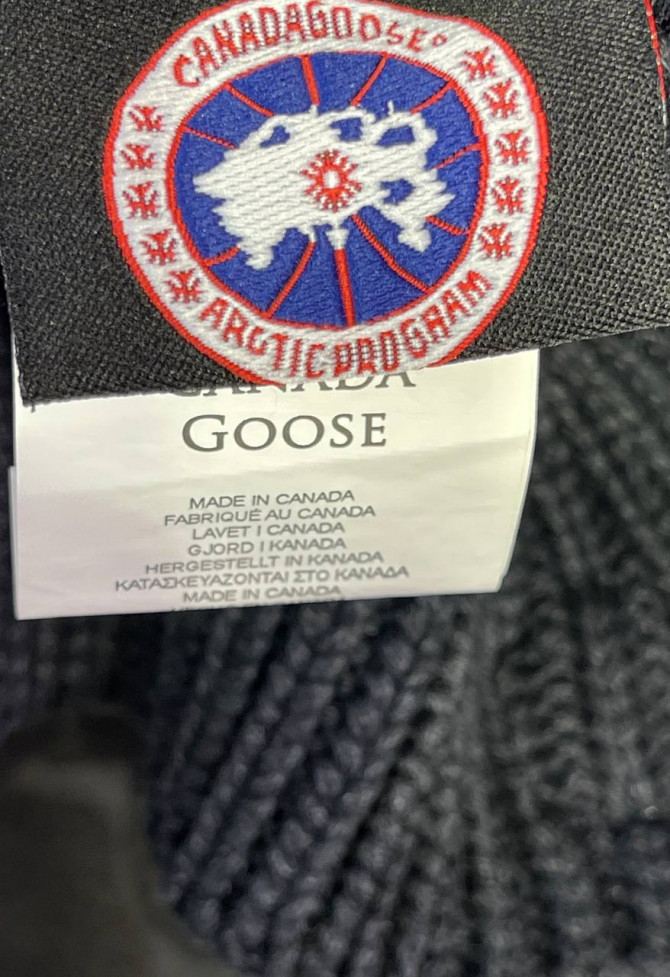 CANADA GOOSE®
ARCTIC PROGRAM
CANADA
GOOSE
MADE IN CANADA
FABRIQUÉ AU CANADA
LAVET I CANADA
GJORD I KANADA
HERGESTELLT IN KANADA
ΚΑΤΑΣΚΕΥΑΖΟΝΤΑΙ ΣΤΟ ΚΑΝΑΔΑ
MADE IN CANADA